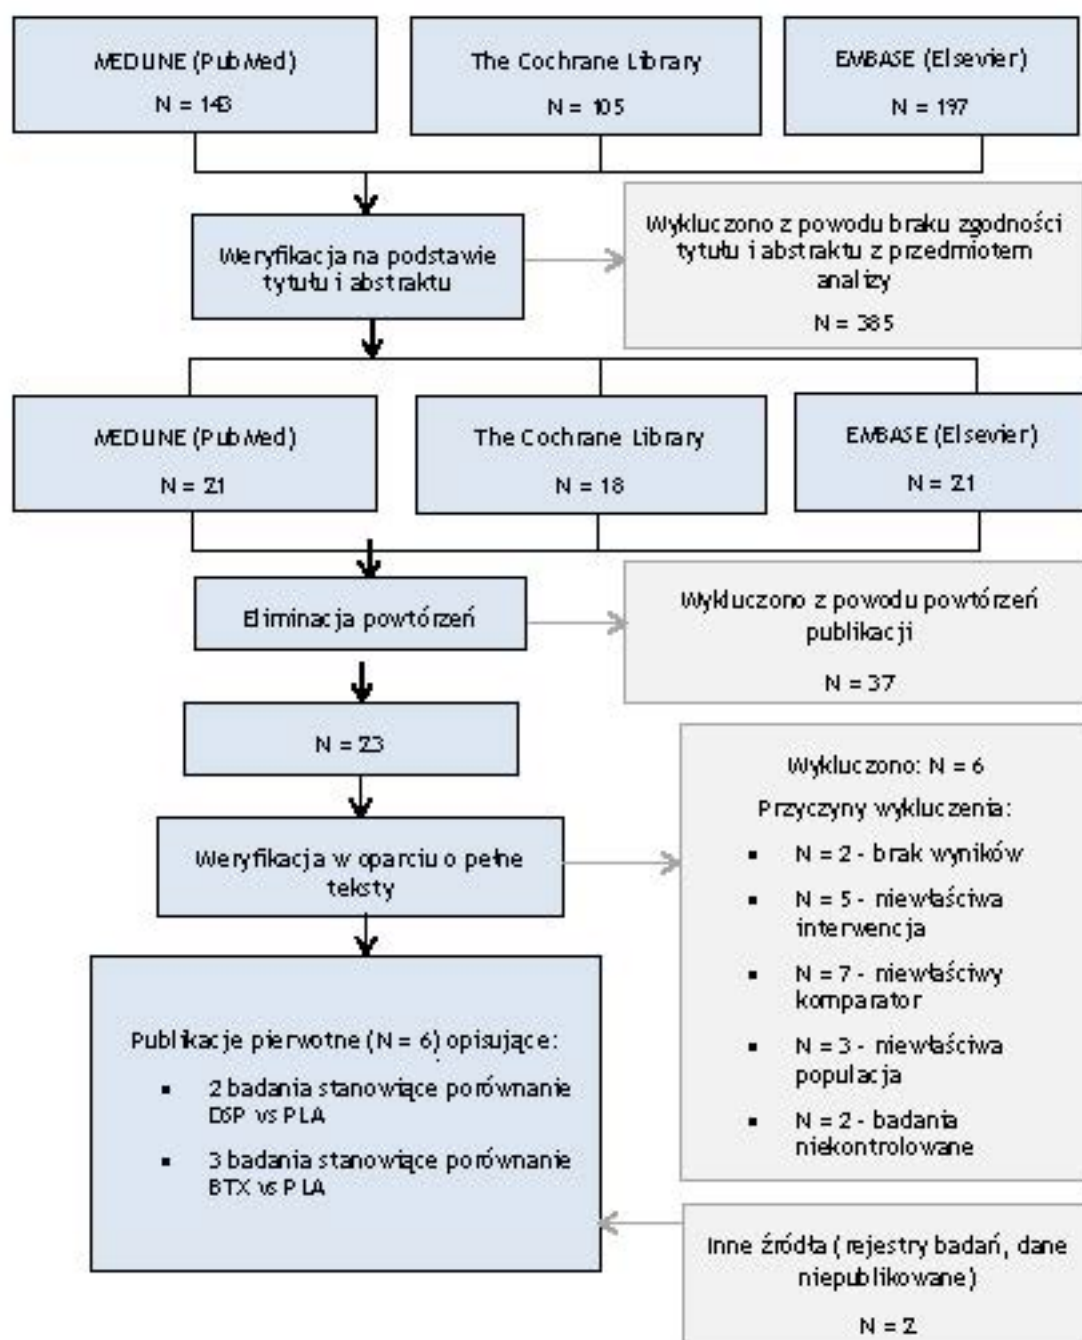 MEDLINE (PubMed)
N = 143
The Cochrane Library
N = 105
EMBASE (Elsevier)
N = 197
Weryfikacja na podstawie
tytułu i abstraktu
Wykluczono z powodu braku zgodności
tytułu i abstraktu z przedmiotem
analizy
N = 385
MEDLINE (PubMed)
N = 21
The Cochrane Library
N = 18
EMBASE (Elsevier)
N = 21
Eliminacja powtórzeń
Wykluczono z powodu powtórzeń
publikacji
N = 37
N = 23
Weryfikacja w oparciu o pełne
teksty
Wykluczono: N = 6
Przyczyny wykluczenia:
▪ N = 2 - brak wyników
▪ N = 5 - niewłaściwa
interwencja
▪ N = 7 - niewłaściwy
komparator
▪ N = 3 - niewłaściwa
populacja
▪ N = 2 - badania
niekontrolowane
Publikacje pierwotne (N = 6) opisujące:
▪ 2 badania stanowiące porównanie
DSP vs PLA
▪ 3 badania stanowiące porównanie
BTX vs PLA
Inne źródła ( rejestry badań, dane
niepublikowane)
N = 2